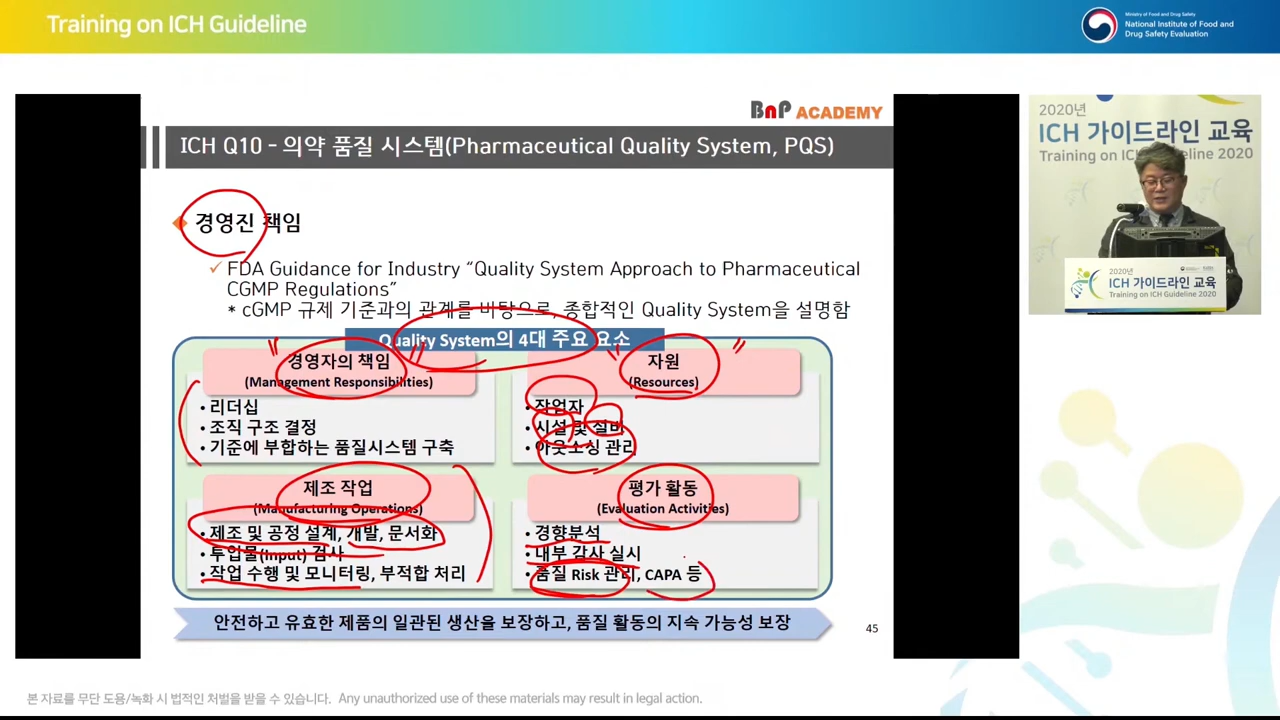 Training on ICH Guideline
Ministry of Food and Drug Safety
National Institute of Food and
Drug Safety Evaluation
BnP ACADEMY
ICH Q10 - 의약 품질 시스템(Pharmaceutical Quality System, PQS)
경영진 책임
✓ FDA Guidance for Industry “Quality System Approach to Pharmaceutical
CGMP Regulations”
* cGMP 규제 기준과의 관계를 바탕으로, 종합적인 Quality System을 설명함
Quality System의 4대 주요 요소
경영자의 책임
(Management Responsibilities)
• 리더십
• 조직 구조 결정
• 기준에 부합하는 품질시스템 구축
자원
(Resources)
• 작업자
• 시설 및 설비
• 아웃소싱 관리
제조 작업
(Manufacturing Operations)
• 제조 및 공정 설계, 개발, 문서화
• 투입물(Input) 검사
• 작업 수행 및 모니터링, 부적합 처리
평가 활동
(Evaluation Activities)
• 경향분석
• 내부 감사 실시
• 품질 Risk 관리, CAPA 등
안전하고 유효한 제품의 일관된 생산을 보장하고, 품질 활동의 지속 가능성 보장
45
2020년
ICH 가이드라인 교육
Training on ICH Guideline 2020
2020년
ICH 가이드라인 교육
Training on ICH Guideline 2020
본 자료를 무단 도용/녹화 시 법적인 처벌을 받을 수 있습니다. Any unauthorized use of these materials may result in legal action.